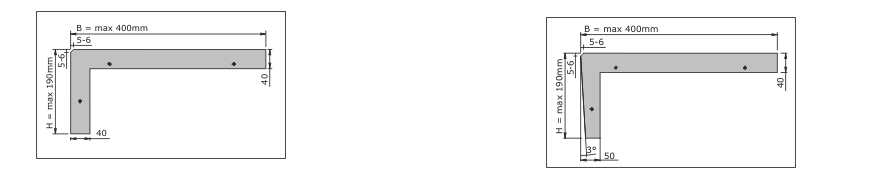 B = max 400mm
5-6
5-6
H = max 190mm
40
40
B = max 400mm
5-6
5-6
H = max 190mm
40
3°
50